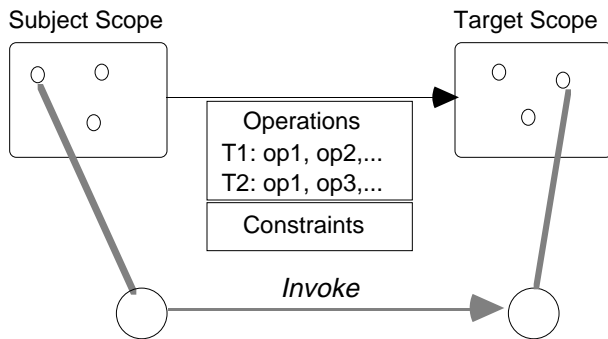 Subject Scope
Target Scope
Operations
T1: op1, op2,...
T2: op1, op3,...
Constraints
Invoke